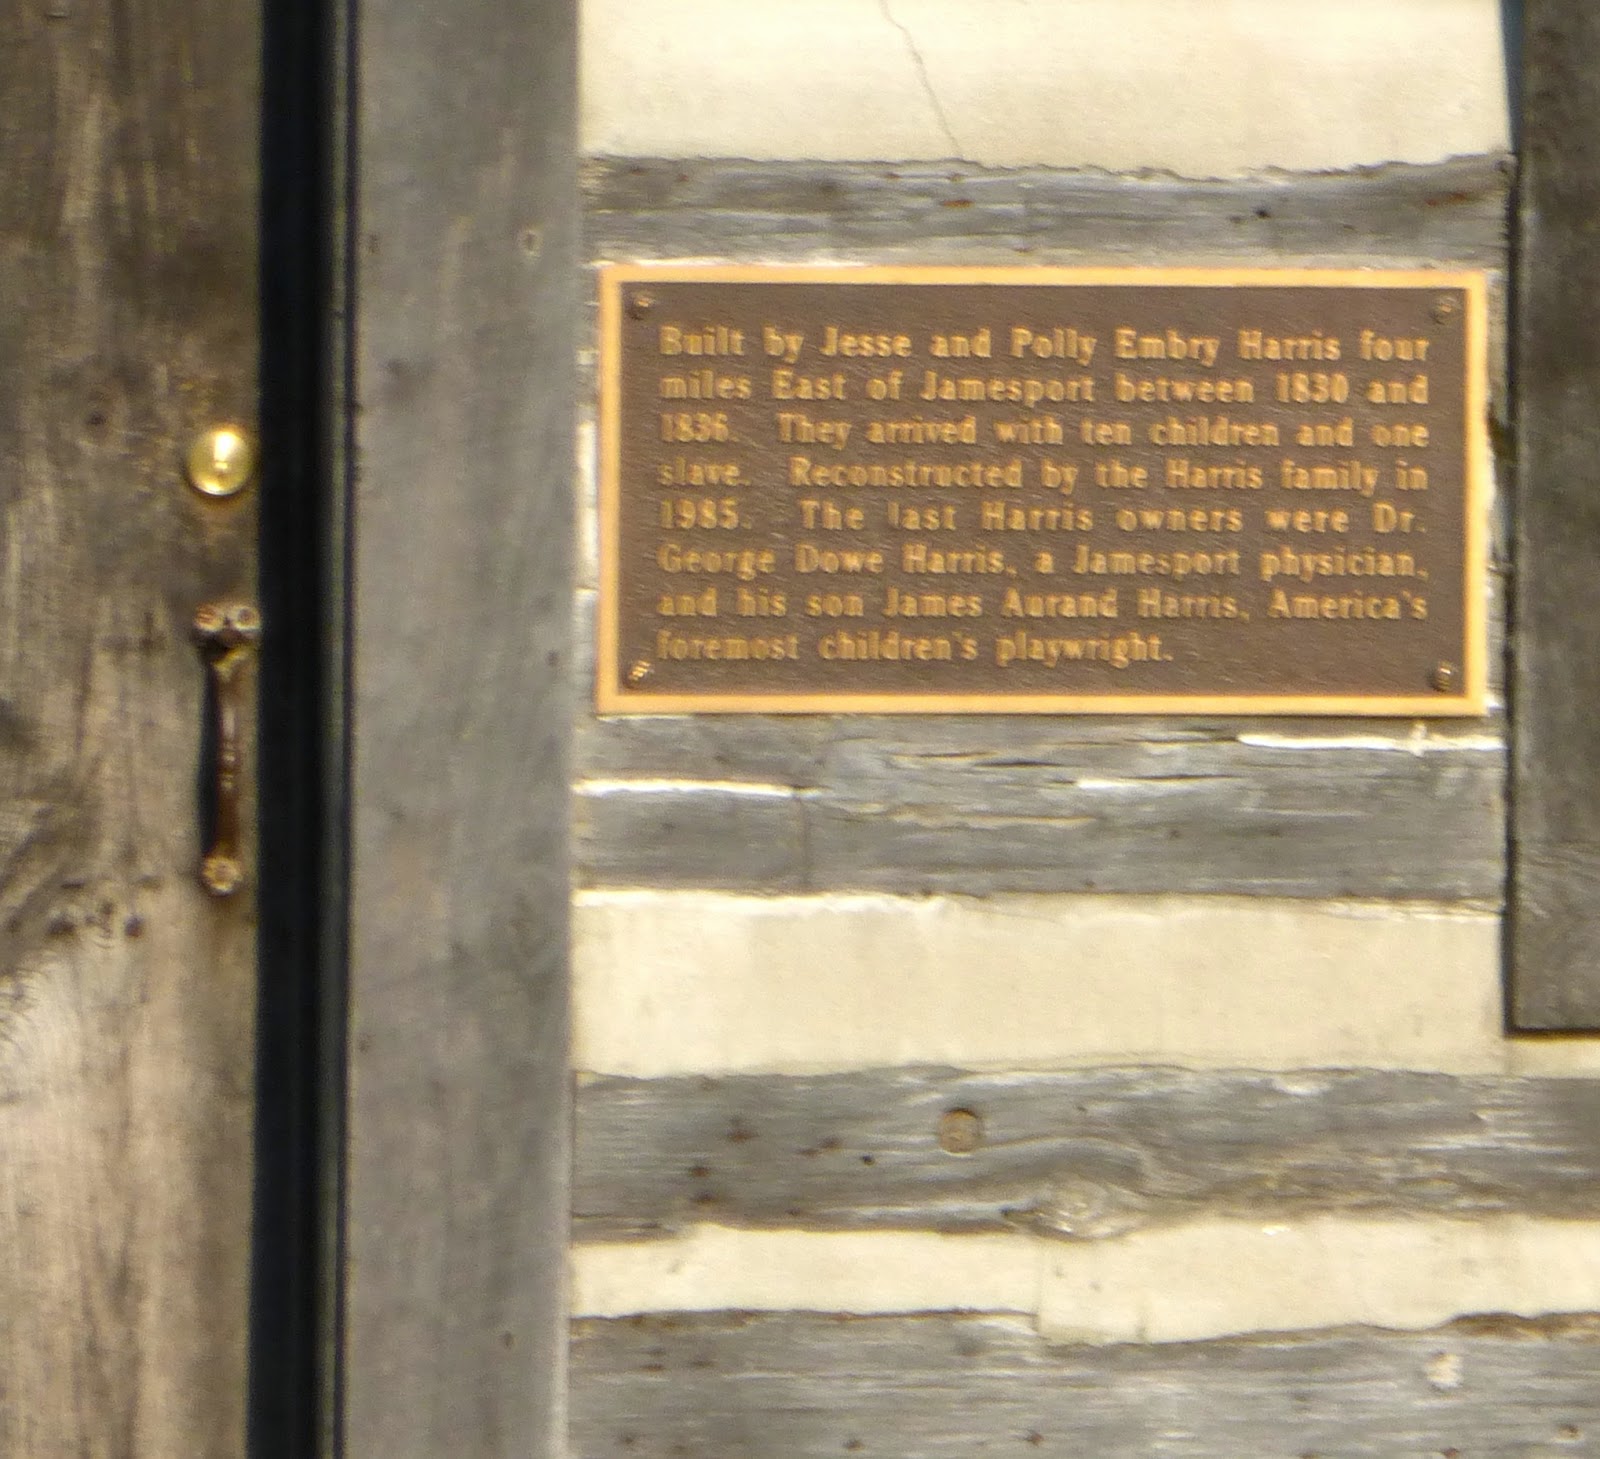 Built by Jesse and Polly Embry Harris four
miles East of Jamesport between 1830 and
1836. They arrived with ten children and one
slave. Reconstructed by the Harris family in
1985. The last Harris owners were Dr.
George Dowe Harris, a Jamesport physician,
and his son James Aurand Harris, America's
foremost children's playwright.